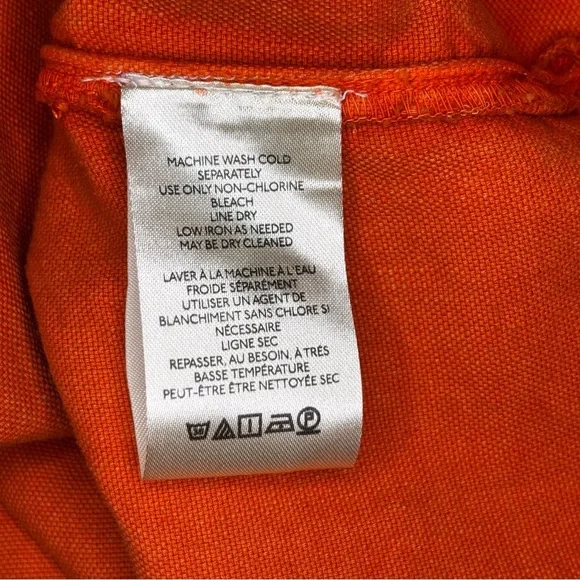 MACHINE WASH COLD
SEPARATELY
USE ONLY NON-CHLORINE
BLEACH
LINE DRY
LOW IRON AS NEEDED
MAY BE DRY CLEANED
LAVER À LA MACHINE À L'EAU
FROIDE SÉPARÉMENT
UTILISER UN AGENT DE
BLANCHIMENT SANS CHLORE SI
NÉCESSAIRE
LIGNE SEC
REPASSER, AU BESOIN, À TRÈS
BASSE TEMPÉRATURE
PEUT-ÊTRE ÊTRE NETTOYÉE SEC